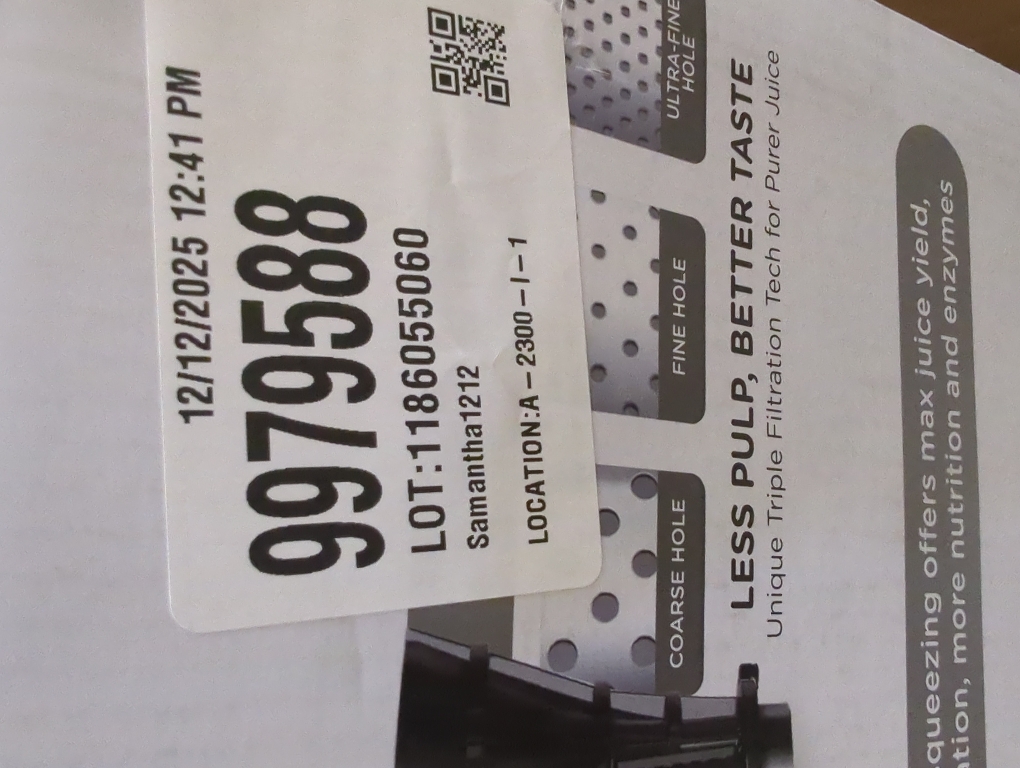 12/12/2025 12:41 PM
9979588
LOT:1186055060
Samantha1212
LOCATION:A – 2300 – I – 1
COARSE HOLE
FINE HOLE
ULTRA-FINE
HOLE
LESS PULP, BETTER TASTE
Unique Triple Filtration Tech for Purer Juice
offers max juice yield,
more nutrition and enzymes